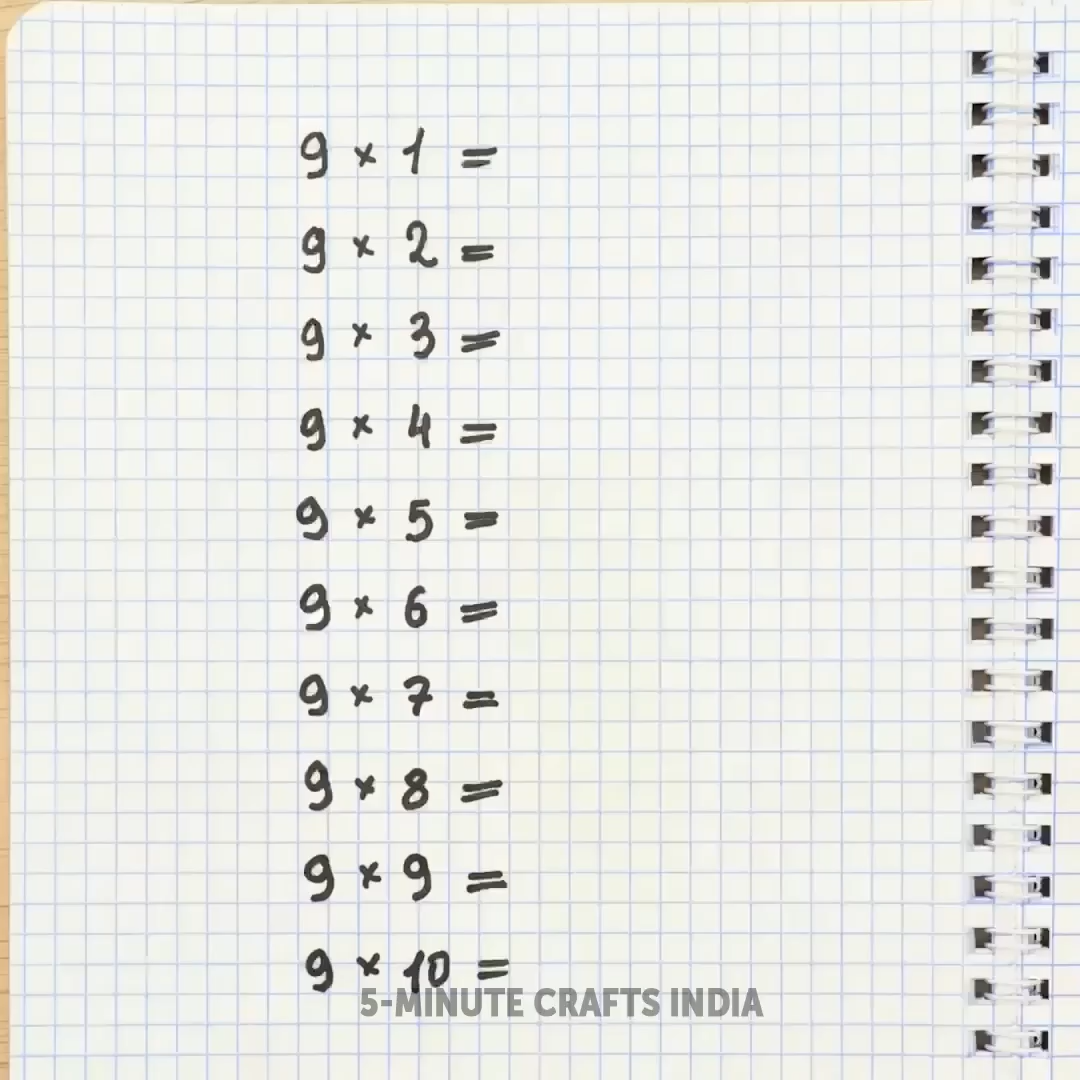 9 × 1 =
9 × 2 =
9 × 3 =
9 × 4 =
9 × 5 =
9 × 6 =
9 × 7 =
9 × 8 =
9 × 9 =
9 × 10 =
5-MINUTE CRAFTS INDIA